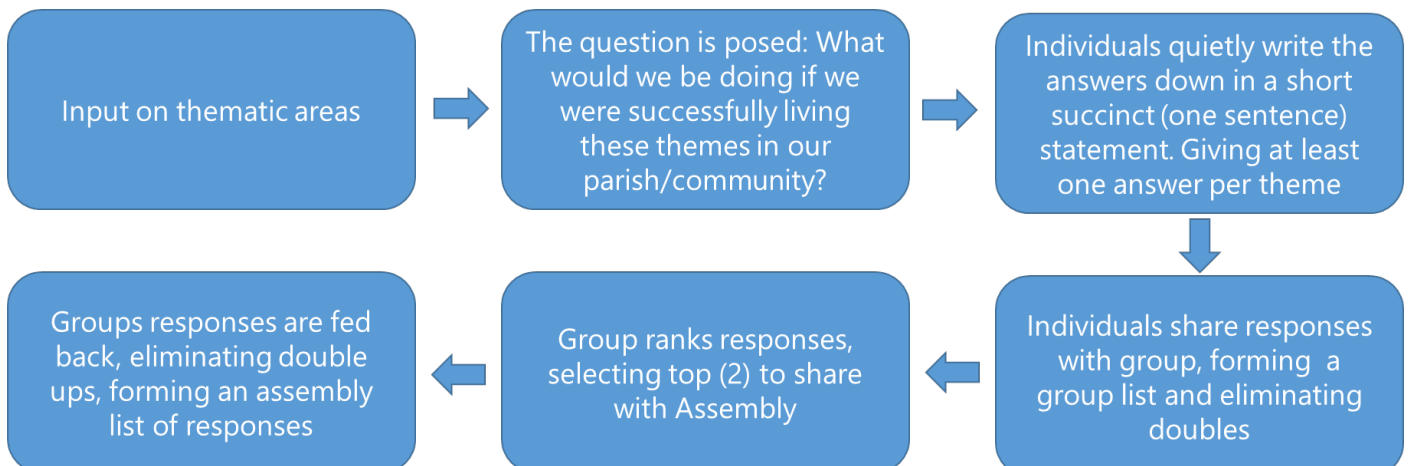 Input on thematic areas
The question is posed: What
would we be doing if we
were successfully living
these themes in our
parish/community?
Individuals quietly write the
answers down in a short
succinct (one sentence)
statement. Giving at least
one answer per theme
Individuals share responses
with group, forming  a
group list and eliminating
doubles
Group ranks responses,
selecting top (2) to share
with Assembly
Groups responses are fed
back, eliminating double
ups, forming an assembly
list of responses